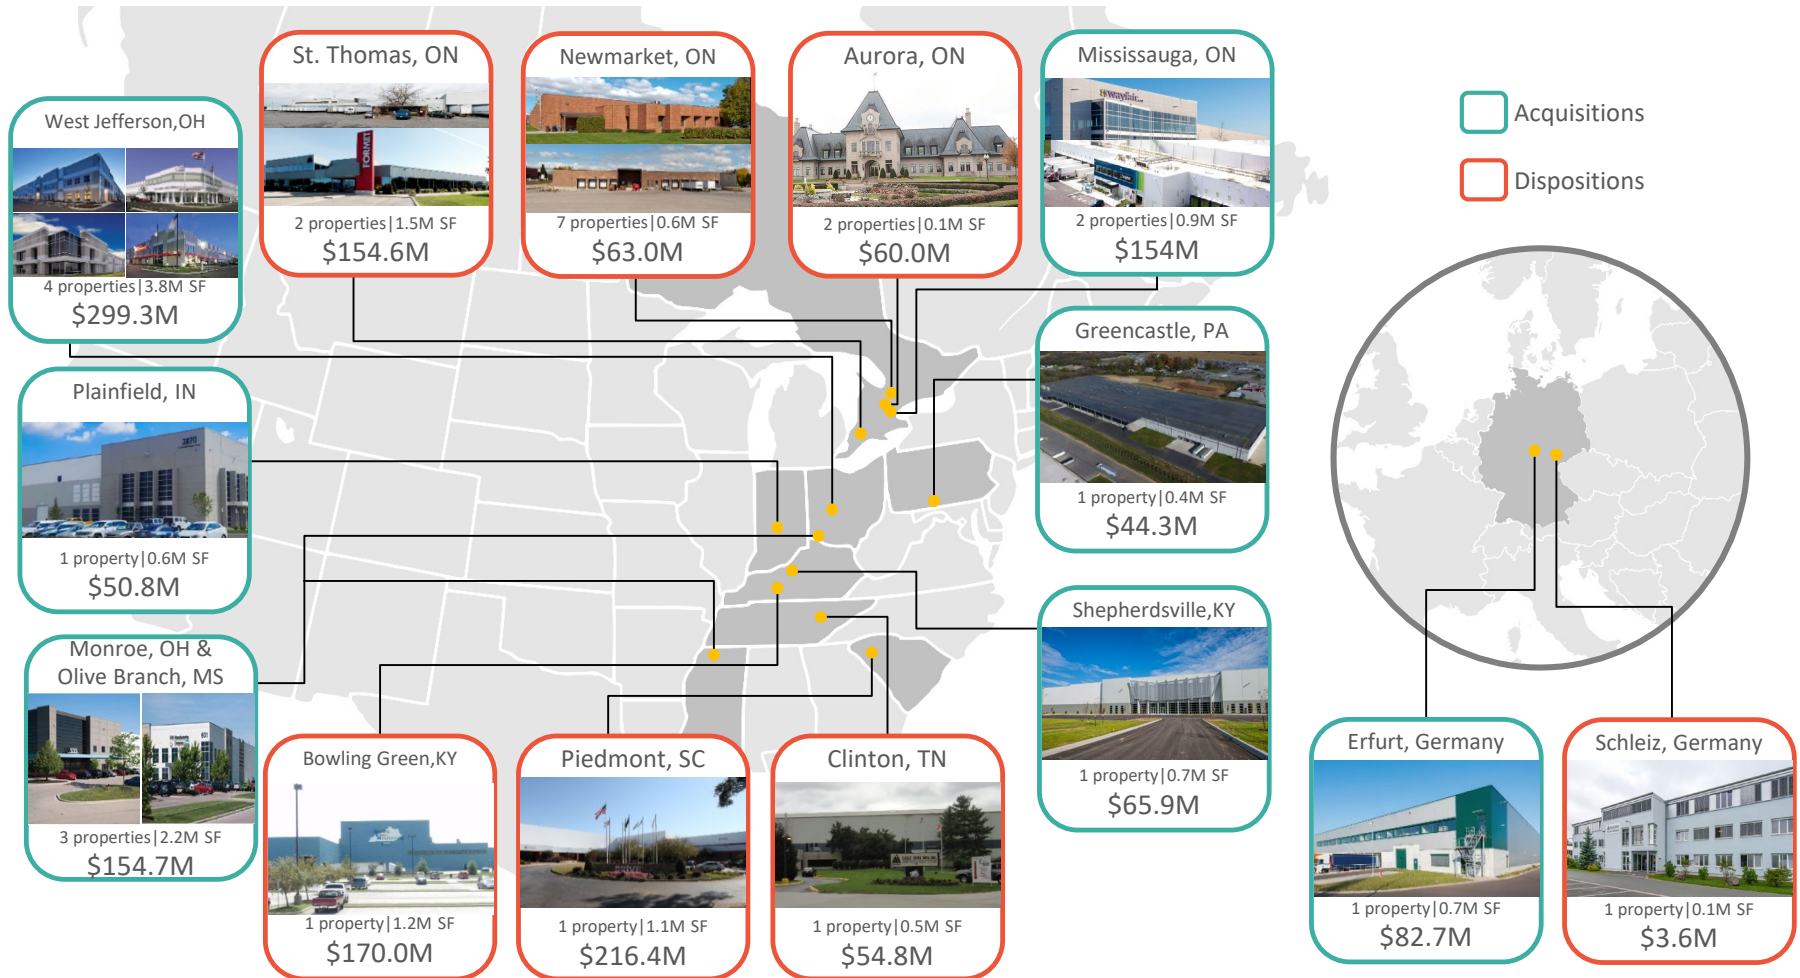 St. Thomas, ON
FORMET
2 properties|1.5M SF
$154.6M
Newmarket, ON
7 properties|0.6M SF
$63.0M
Aurora, ON
2 properties|0.1M SF
$60.0M
Mississauga, ON
wayfair
2 properties|0.9M SF
$154M
Acquisitions
Dispositions
West Jefferson,OH
4 properties|3.8M SF
$299.3M
Greencastle, PA
1 property|0.4M SF
$44.3M
Plainfield, IN
1 property|0.6M SF
$50.8M
Shepherdsville,KY
1 property|0.7M SF
$65.9M
Monroe, OH &
Olive Branch, MS
3 properties|2.2M SF
$154.7M
Bowling Green,KY
1 property|1.2M SF
$170.0M
Piedmont, SC
1 property|1.1M SF
$216.4M
Clinton, TN
1 property|0.5M SF
$54.8M
Erfurt, Germany
1 property|0.7M SF
$82.7M
Schleiz, Germany
1 property|0.1M SF
$3.6M